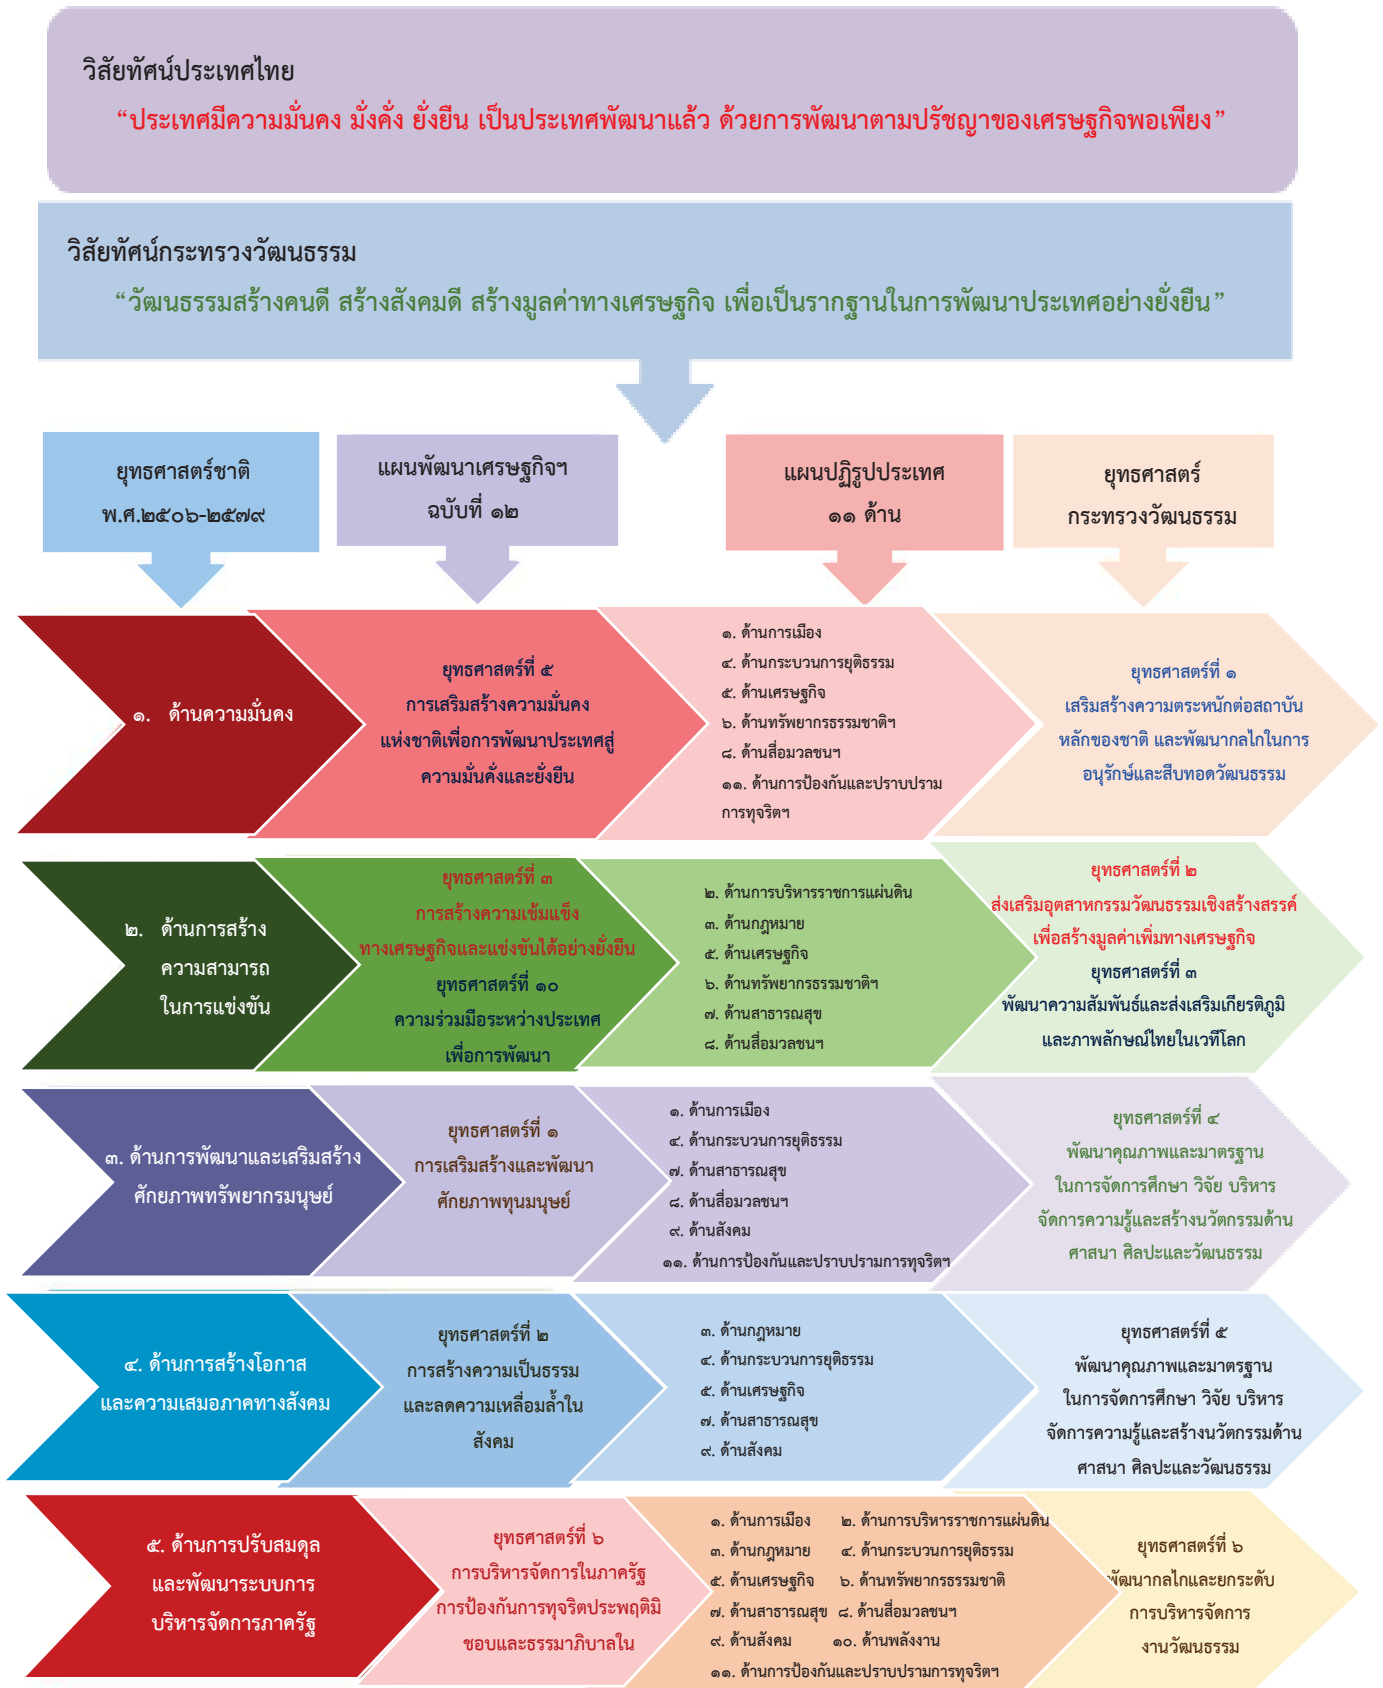 วิสัยทัศน์ประเทศไทย
“ประเทศมีความมั่นคง มั่งคั่ง ยั่งยืน เป็นประเทศพัฒนาแล้ว ด้วยการพัฒนาตามปรัชญาของเศรษฐกิจพอเพียง”
วิสัยทัศน์กระทรวงวัฒนธรรม
“วัฒนธรรมสร้างคนดี สร้างสังคมดี สร้างมูลค่าทางเศรษฐกิจ เพื่อเป็นรากฐานในการพัฒนาประเทศอย่างยั่งยืน”
ยุทธศาสตร์ชาติ
พ.ศ.๒๕๐๖-๒๕๗๙
แผนพัฒนาเศรษฐกิจฯ
ฉบับที่ ๑๒
แผนปฏิรูปประเทศ
๑๑ ด้าน
ยุทธศาสตร์
กระทรวงวัฒนธรรม
๑. ด้านความมั่นคง
ยุทธศาสตร์ที่ ๕
การเสริมสร้างความมั่นคง
แห่งชาติเพื่อการพัฒนาประเทศสู่
ความมั่นคั่งและยั่งยืน
๑. ด้านการเมือง
๔. ด้านกระบวนการยุติธรรม
๕. ด้านเศรษฐกิจ
๖. ด้านทรัพยากรธรรมชาติฯ
๘. ด้านสื่อมวลชนฯ
๑๑. ด้านการป้องกันและปราบปราม
การทุจริตฯ
ยุทธศาสตร์ที่ ๑
เสริมสร้างความตระหนักต่อสถาบัน
หลักของชาติ และพัฒนากลไกในการ
อนุรักษ์และสืบทอดวัฒนธรรม
๒. ด้านการสร้าง
ความสามารถ
ในการแข่งขัน
ยุทธศาสตร์ที่ ๓
การสร้างความเข้มแข็ง
ทางเศรษฐกิจและแข่งขันได้อย่างยั่งยืน
ยุทธศาสตร์ที่ ๑๐
ความร่วมมือระหว่างประเทศ
เพื่อการพัฒนา
๒. ด้านการบริหารราชการแผ่นดิน
๓. ด้านกฎหมาย
๕. ด้านเศรษฐกิจ
๖. ด้านทรัพยากรธรรมชาติฯ
๗. ด้านสาธารณสุข
๘. ด้านสื่อมวลชนฯ
ยุทธศาสตร์ที่ ๒
ส่งเสริมอุตสาหกรรมวัฒนธรรมเชิงสร้างสรรค์
เพื่อสร้างมูลค่าเพิ่มทางเศรษฐกิจ
ยุทธศาสตร์ที่ ๓
พัฒนาความสัมพันธ์และส่งเสริมเกียรติภูมิ
และภาพลักษณ์ไทยในเวทีโลก
๓. ด้านการพัฒนาและเสริมสร้าง
ศักยภาพทรัพยากรมนุษย์
ยุทธศาสตร์ที่ ๑
การเสริมสร้างและพัฒนา
ศักยภาพทุนมนุษย์
๑. ด้านการเมือง
๔. ด้านกระบวนการยุติธรรม
๗. ด้านสาธารณสุข
๘. ด้านสื่อมวลชนฯ
๙. ด้านสังคม
๑๑. ด้านการป้องกันและปราบปรามการทุจริตฯ
ยุทธศาสตร์ที่ ๔
พัฒนาคุณภาพและมาตรฐาน
ในการจัดการศึกษา วิจัย บริหาร
จัดการความรู้และสร้างนวัตกรรมด้าน
ศาสนา ศิลปะและวัฒนธรรม
๔. ด้านการสร้างโอกาส
และความเสมอภาคทางสังคม
ยุทธศาสตร์ที่ ๒
การสร้างความเป็นธรรม
และลดความเหลื่อมล้ำใน
สังคม
๓. ด้านกฎหมาย
๔. ด้านกระบวนการยุติธรรม
๕. ด้านเศรษฐกิจ
๗. ด้านสาธารณสุข
๙. ด้านสังคม
ยุทธศาสตร์ที่ ๕
พัฒนาคุณภาพและมาตรฐาน
ในการจัดการศึกษา วิจัย บริหาร
จัดการความรู้และสร้างนวัตกรรมด้าน
ศาสนา ศิลปะและวัฒนธรรม
๕. ด้านการปรับสมดุล
และพัฒนาระบบการ
บริหารจัดการภาครัฐ
ยุทธศาสตร์ที่ ๖
การบริหารจัดการในภาครัฐ
การป้องกันการทุจริตประพฤติมิ
ชอบและธรรมาภิบาลใน
๑. ด้านการเมือง ๒. ด้านการบริหารราชการแผ่นดิน
๓. ด้านกฎหมาย ๔. ด้านกระบวนการยุติธรรม
๕. ด้านเศรษฐกิจ ๖. ด้านทรัพยากรธรรมชาติ
๗. ด้านสาธารณสุข ๘. ด้านสื่อมวลชนฯ
๙. ด้านสังคม ๑๐. ด้านพลังงาน
๑๑. ด้านการป้องกันและปราบปรามการทุจริตฯ
ยุทธศาสตร์ที่ ๖
พัฒนากลไกและยกระดับ
การบริหารจัดการ
งานวัฒนธรรม